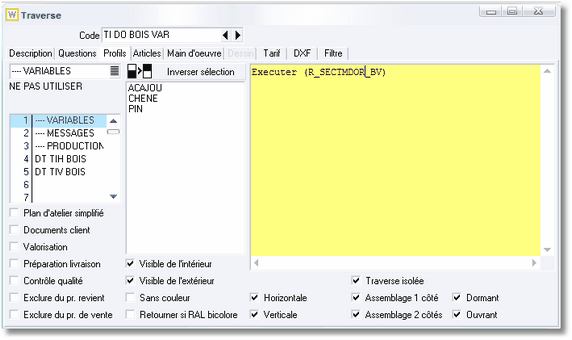 W Traverse
Code TI DO BOIS VAR
Description Questions Profils Articles Main d'oeuvre Dessin Tarif DXF Filtre
---- VARIABLES
Inverser sélection
Executer (R_SECTMDOR_BV)
NE PAS UTILISER
ACAJOU
CHENE
PIN
1 ---- VARIABLES
2 ---- MESSAGES
3 ---- PRODUCTION
4 DT TIH BOIS
5 DT TIV BOIS
6
7
Plan d'atelier simplifié
Documents client
Valorisation
Préparation livraison
Visible de l'intérieur
Contrôle qualité
Visible de l'extérieur
Traverse isolée
Exclure du pr. revient
Sans couleur
Horizontale
Assemblage 1 côté
Dormant
Exclure du pr. de vente
Retourner si RAL bicolore
Verticale
Assemblage 2 côtés
Ouvrant